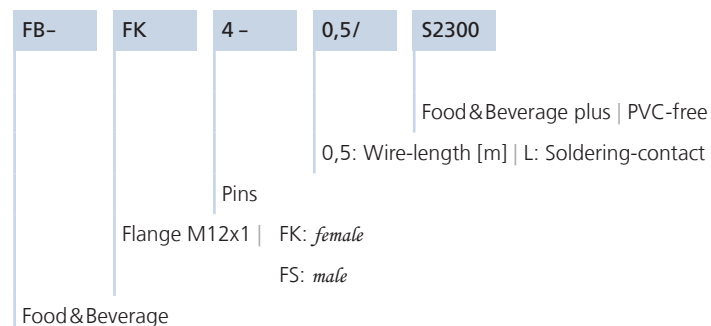 FB– FK 4 – 0,5/ S2300
Food & Beverage plus | PVC-free
0,5: Wire-length [m] | L: Soldering-contact
Pins
Flange M12x1 | FK: female
FS: male
Food & Beverage